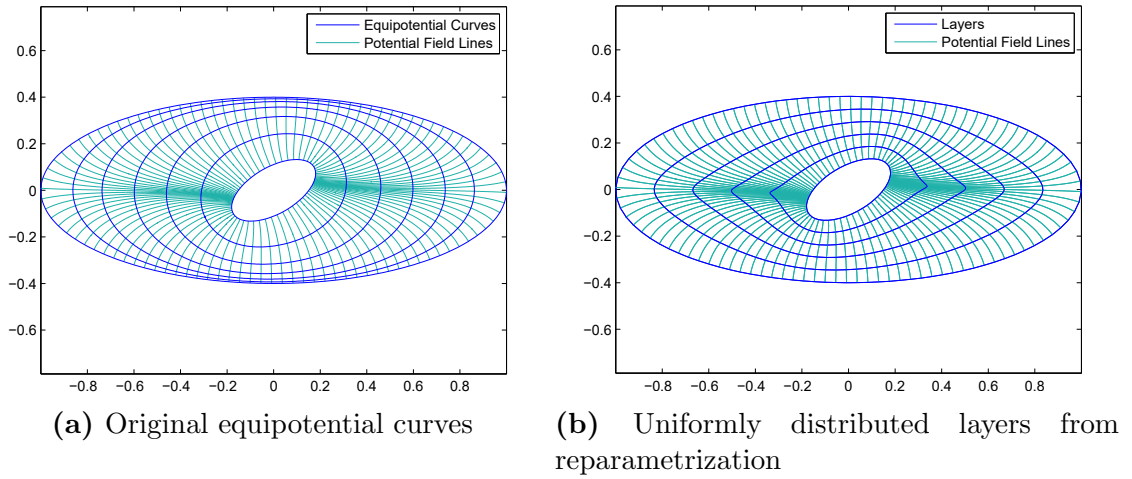 Equipotential Curves
Potential Field Lines
0.6
0.4
0.2
0
−0.2
−0.4
−0.6
−0.8 −0.6 −0.4 −0.2 0 0.2 0.4 0.6 0.8
(a) Original equipotential curves
Layers
Potential Field Lines
0.6
0.4
0.2
0
−0.2
−0.4
−0.6
−0.8 −0.6 −0.4 −0.2 0 0.2 0.4 0.6 0.8
(b) Uniformly distributed layers from
reparametrization